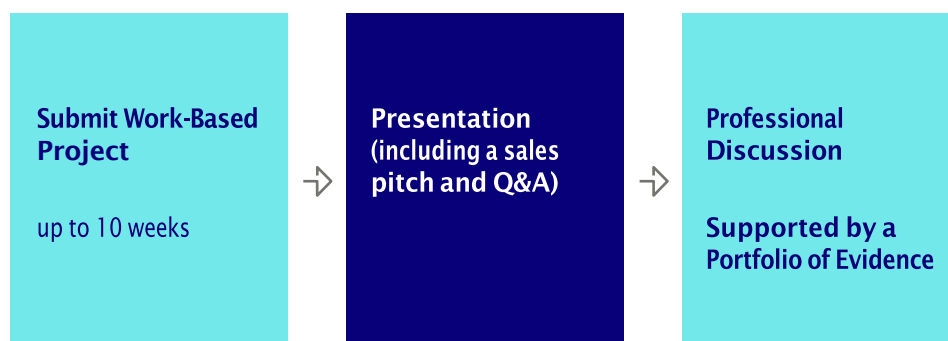 Submit Work-Based
Project
up to 10 weeks
Presentation
(including a sales
pitch and Q&A)
Professional
Discussion
Supported by a
Portfolio of Evidence